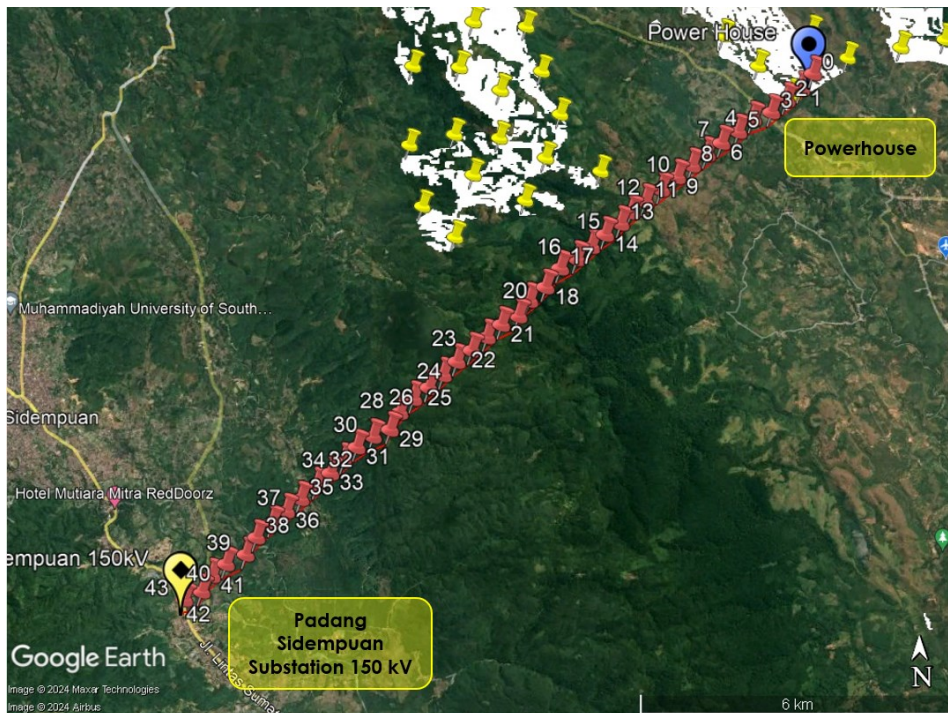 Power House
0
1
2
3
4
5
6
7
8
9
10
11
12
13
14
15
16
17
18
20
21
22
23
24
25
26
28
29
30
31
32
33
34
35
36
37
38
39
40
41
42
43
Powerhouse
Muhammadiyah University of South...
Sidempuan
Hotel Mutiara Mitra RedDoorz
empuan 150kV
Padang
Sidempuan
Substation 150 kV
Jl. Lintas Sumat
Google Earth
Image © 2024 Maxar Technologies
Image © 2024 Airbus
N
6 km